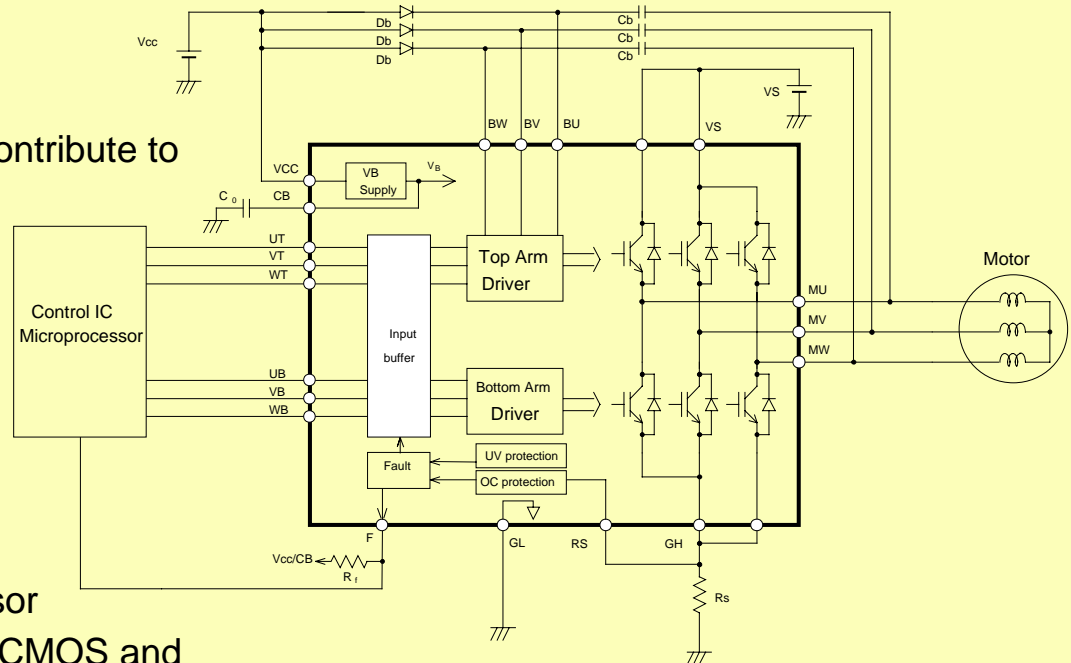 Db
Cb
Vcc
Db
Cb
Db
Cb
VS
BW
BV
BU
VS
ontribute to
VCC
VB
Supply
VB
C0
CB
UT
VT
WT
Top Arm
Driver
Motor
Control IC
Microprocessor
Input
buffer
MU
MV
MW
UB
VB
WB
Bottom Arm
Driver
Fault
UV protection
OC protection
F
GL
RS
GH
Vcc/CB
Rf
Rs
sor
CMOS and